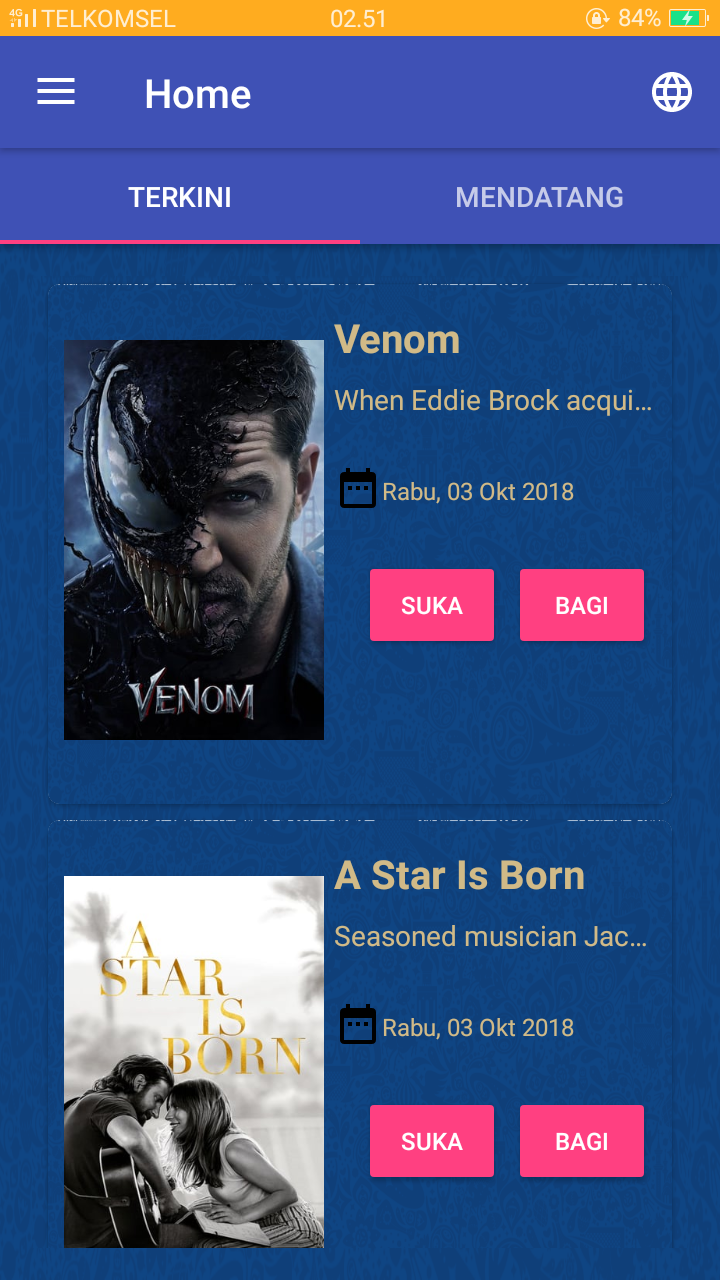 4G TELKOMSEL 02.51 84%
Home
TERKINI MENDATANG
Venom
When Eddie Brock acqui...
Rabu, 03 Okt 2018
SUKA BAGI
VENOM
A Star Is Born
Seasoned musician Jac...
Rabu, 03 Okt 2018
SUKA BAGI
A
STAR
IS
BORN